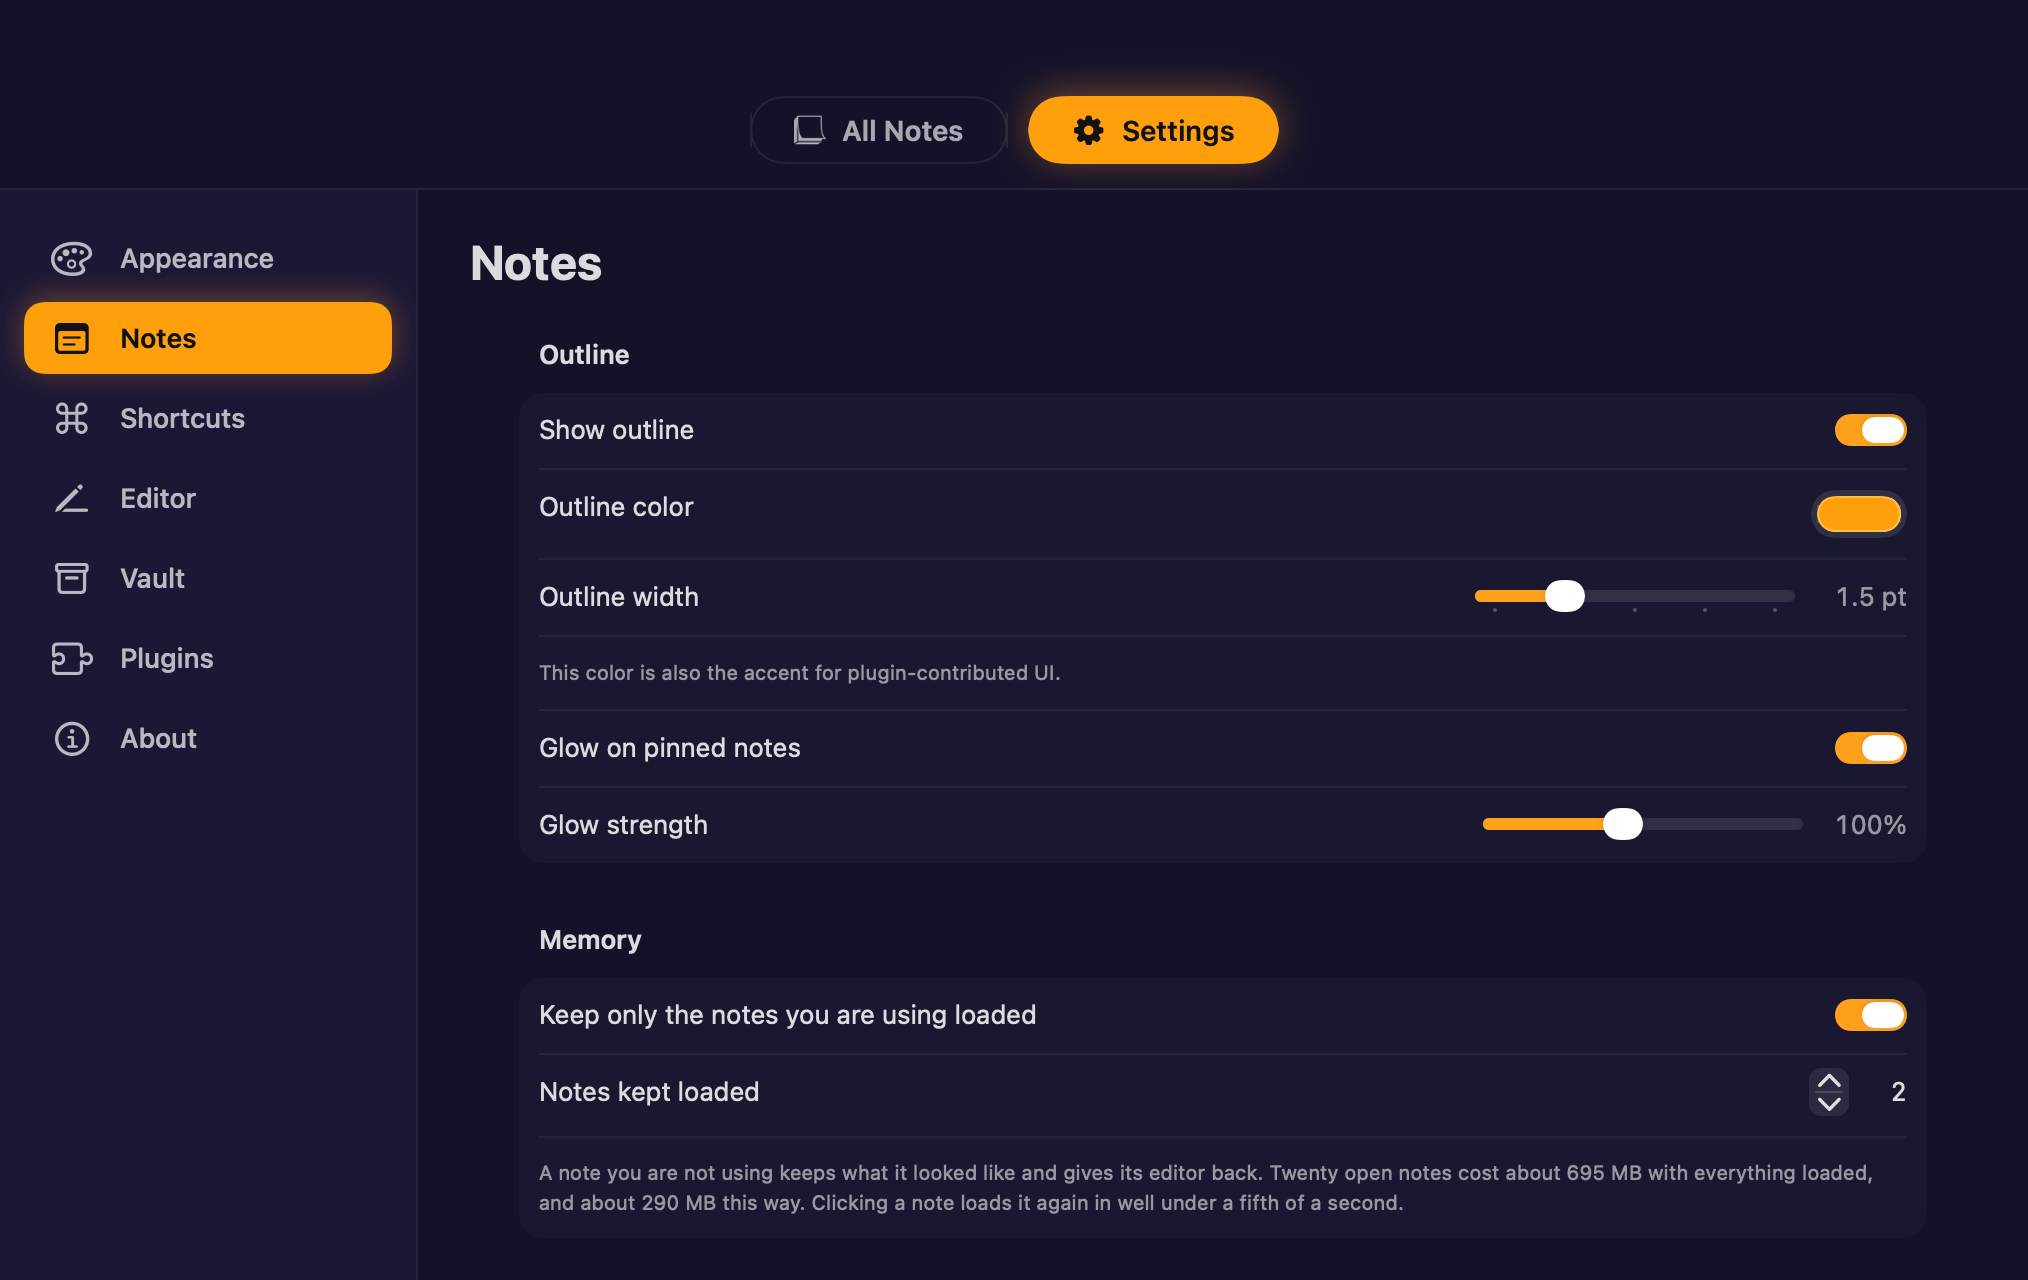 All Notes
Settings
Appearance
Notes
Shortcuts
Editor
Vault
Plugins
About
Notes
Outline
Show outline
Outline color
Outline width
1.5 pt
This color is also the accent for plugin-contributed UI.
Glow on pinned notes
Glow strength
100%
Memory
Keep only the notes you are using loaded
Notes kept loaded
2
A note you are not using keeps what it looked like and gives its editor back. Twenty open notes cost about 695 MB with everything loaded,
and about 290 MB this way. Clicking a note loads it again in well under a fifth of a second.